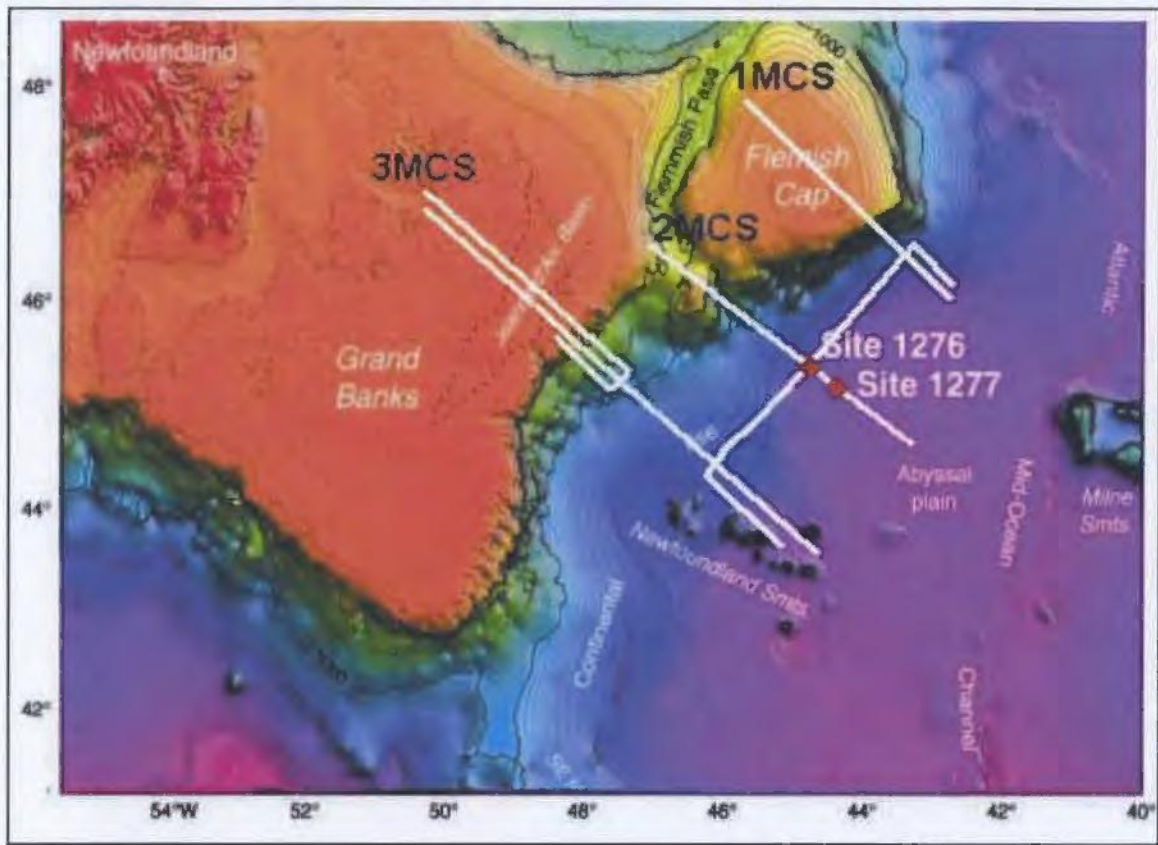 Newfoundland
48°
1000
1MCS
Flemmish Pass
Flemish
Cap
3MCS
2MCS
46°
Atlantic
Grand
Banks
Site 1276
Site 1277
Abyssal
plain
Mid-Ocean
Milne
Smts
44°
Newfoundland Smts
Continental
Channel
42°
54°W
52°
50°
48°
46°
44°
42°
40°